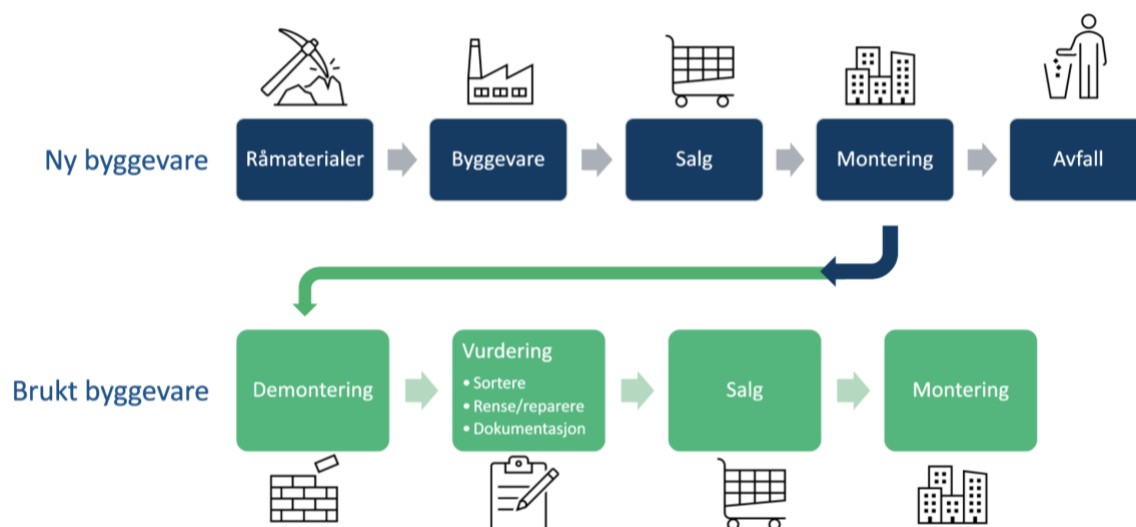 Ny byggevare
Råmaterialer
Byggevare
Salg
Montering
Avfall
Brukt byggevare
Demontering
Vurdering
• Sortere
• Rense/reparere
• Dokumentasjon
Salg
Montering